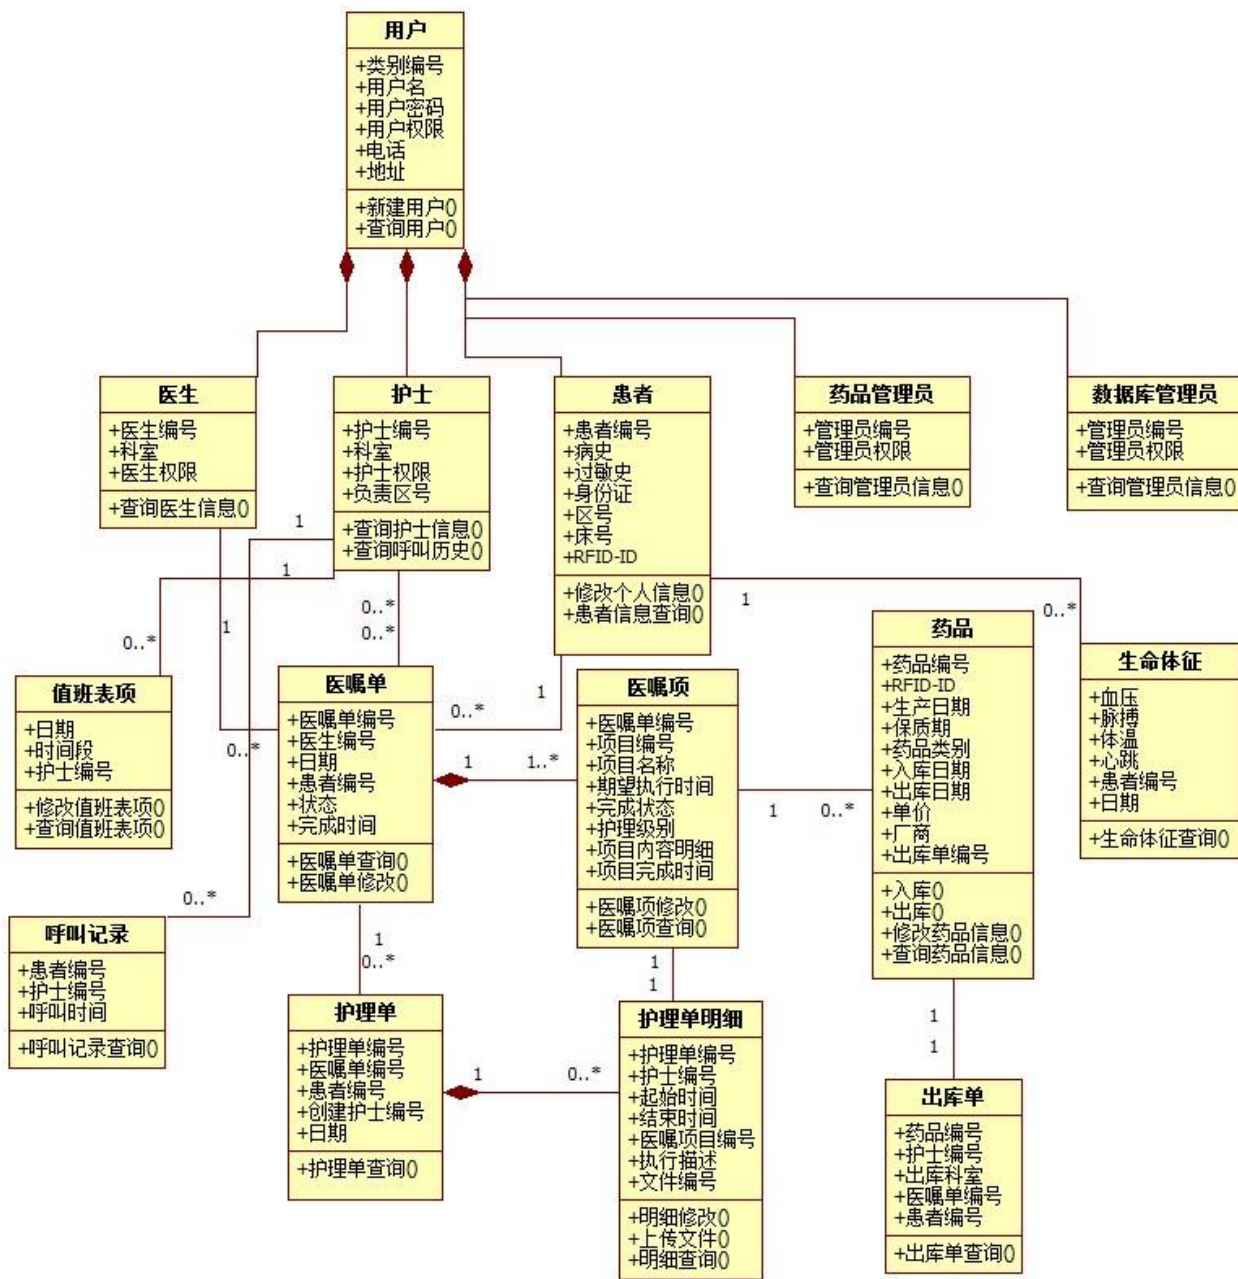 用户
+类别编号
+用户名
+用户密码
+用户权限
+电话
+地址
+新建用户()
+查询用户()
医生
+医生编号
+科室
+医生权限
+查询医生信息()
护士
+护士编号
+科室
+护士权限
+负责区号
+查询护士信息()
+查询呼叫历史()
患者
+患者编号
+病史
+过敏史
+身份证
+区号
+床号
+RFID-ID
+修改个人信息()
+患者信息查询()
药品管理员
+管理员编号
+管理员权限
+查询管理员信息()
数据库管理员
+管理员编号
+管理员权限
+查询管理员信息()
1
1
0..*
1
0..*
0..*
1
0..*
值班表项
+日期
+时间段
+护士编号
+修改值班表项()
+查询值班表项()
0..*
医嘱单
+医嘱单编号
+医生编号
+日期
+患者编号
+状态
+完成时间
+医嘱单查询()
+医嘱单修改()
0..*
1
1
1..*
医嘱项
+医嘱单编号
+项目编号
+项目名称
+期望执行时间
+完成状态
+护理级别
+项目内容明细
+项目完成时间
+医嘱项修改()
+医嘱项查询()
1
0..*
药品
+药品编号
+RFID-ID
+生产日期
+保质期
+药品类别
+入库日期
+出库日期
+单价
+厂商
+出库单编号
+入库()
+出库()
+修改药品信息()
+查询药品信息()
生命体征
+血压
+脉搏
+体温
+心跳
+患者编号
+日期
+生命体征查询()
0..*
呼叫记录
+患者编号
+护士编号
+呼叫时间
+呼叫记录查询()
1
0..*
护理单
+护理单编号
+医嘱单编号
+患者编号
+创建护士编号
+日期
+护理单查询()
1
0..*
1
1
护理单明细
+护理单编号
+护士编号
+起始时间
+结束时间
+医嘱项目编号
+执行描述
+文件编号
+明细修改()
+上传文件()
+明细查询()
1
1
出库单
+药品编号
+护士编号
+出库科室
+医嘱单编号
+患者编号
+出库单查询()